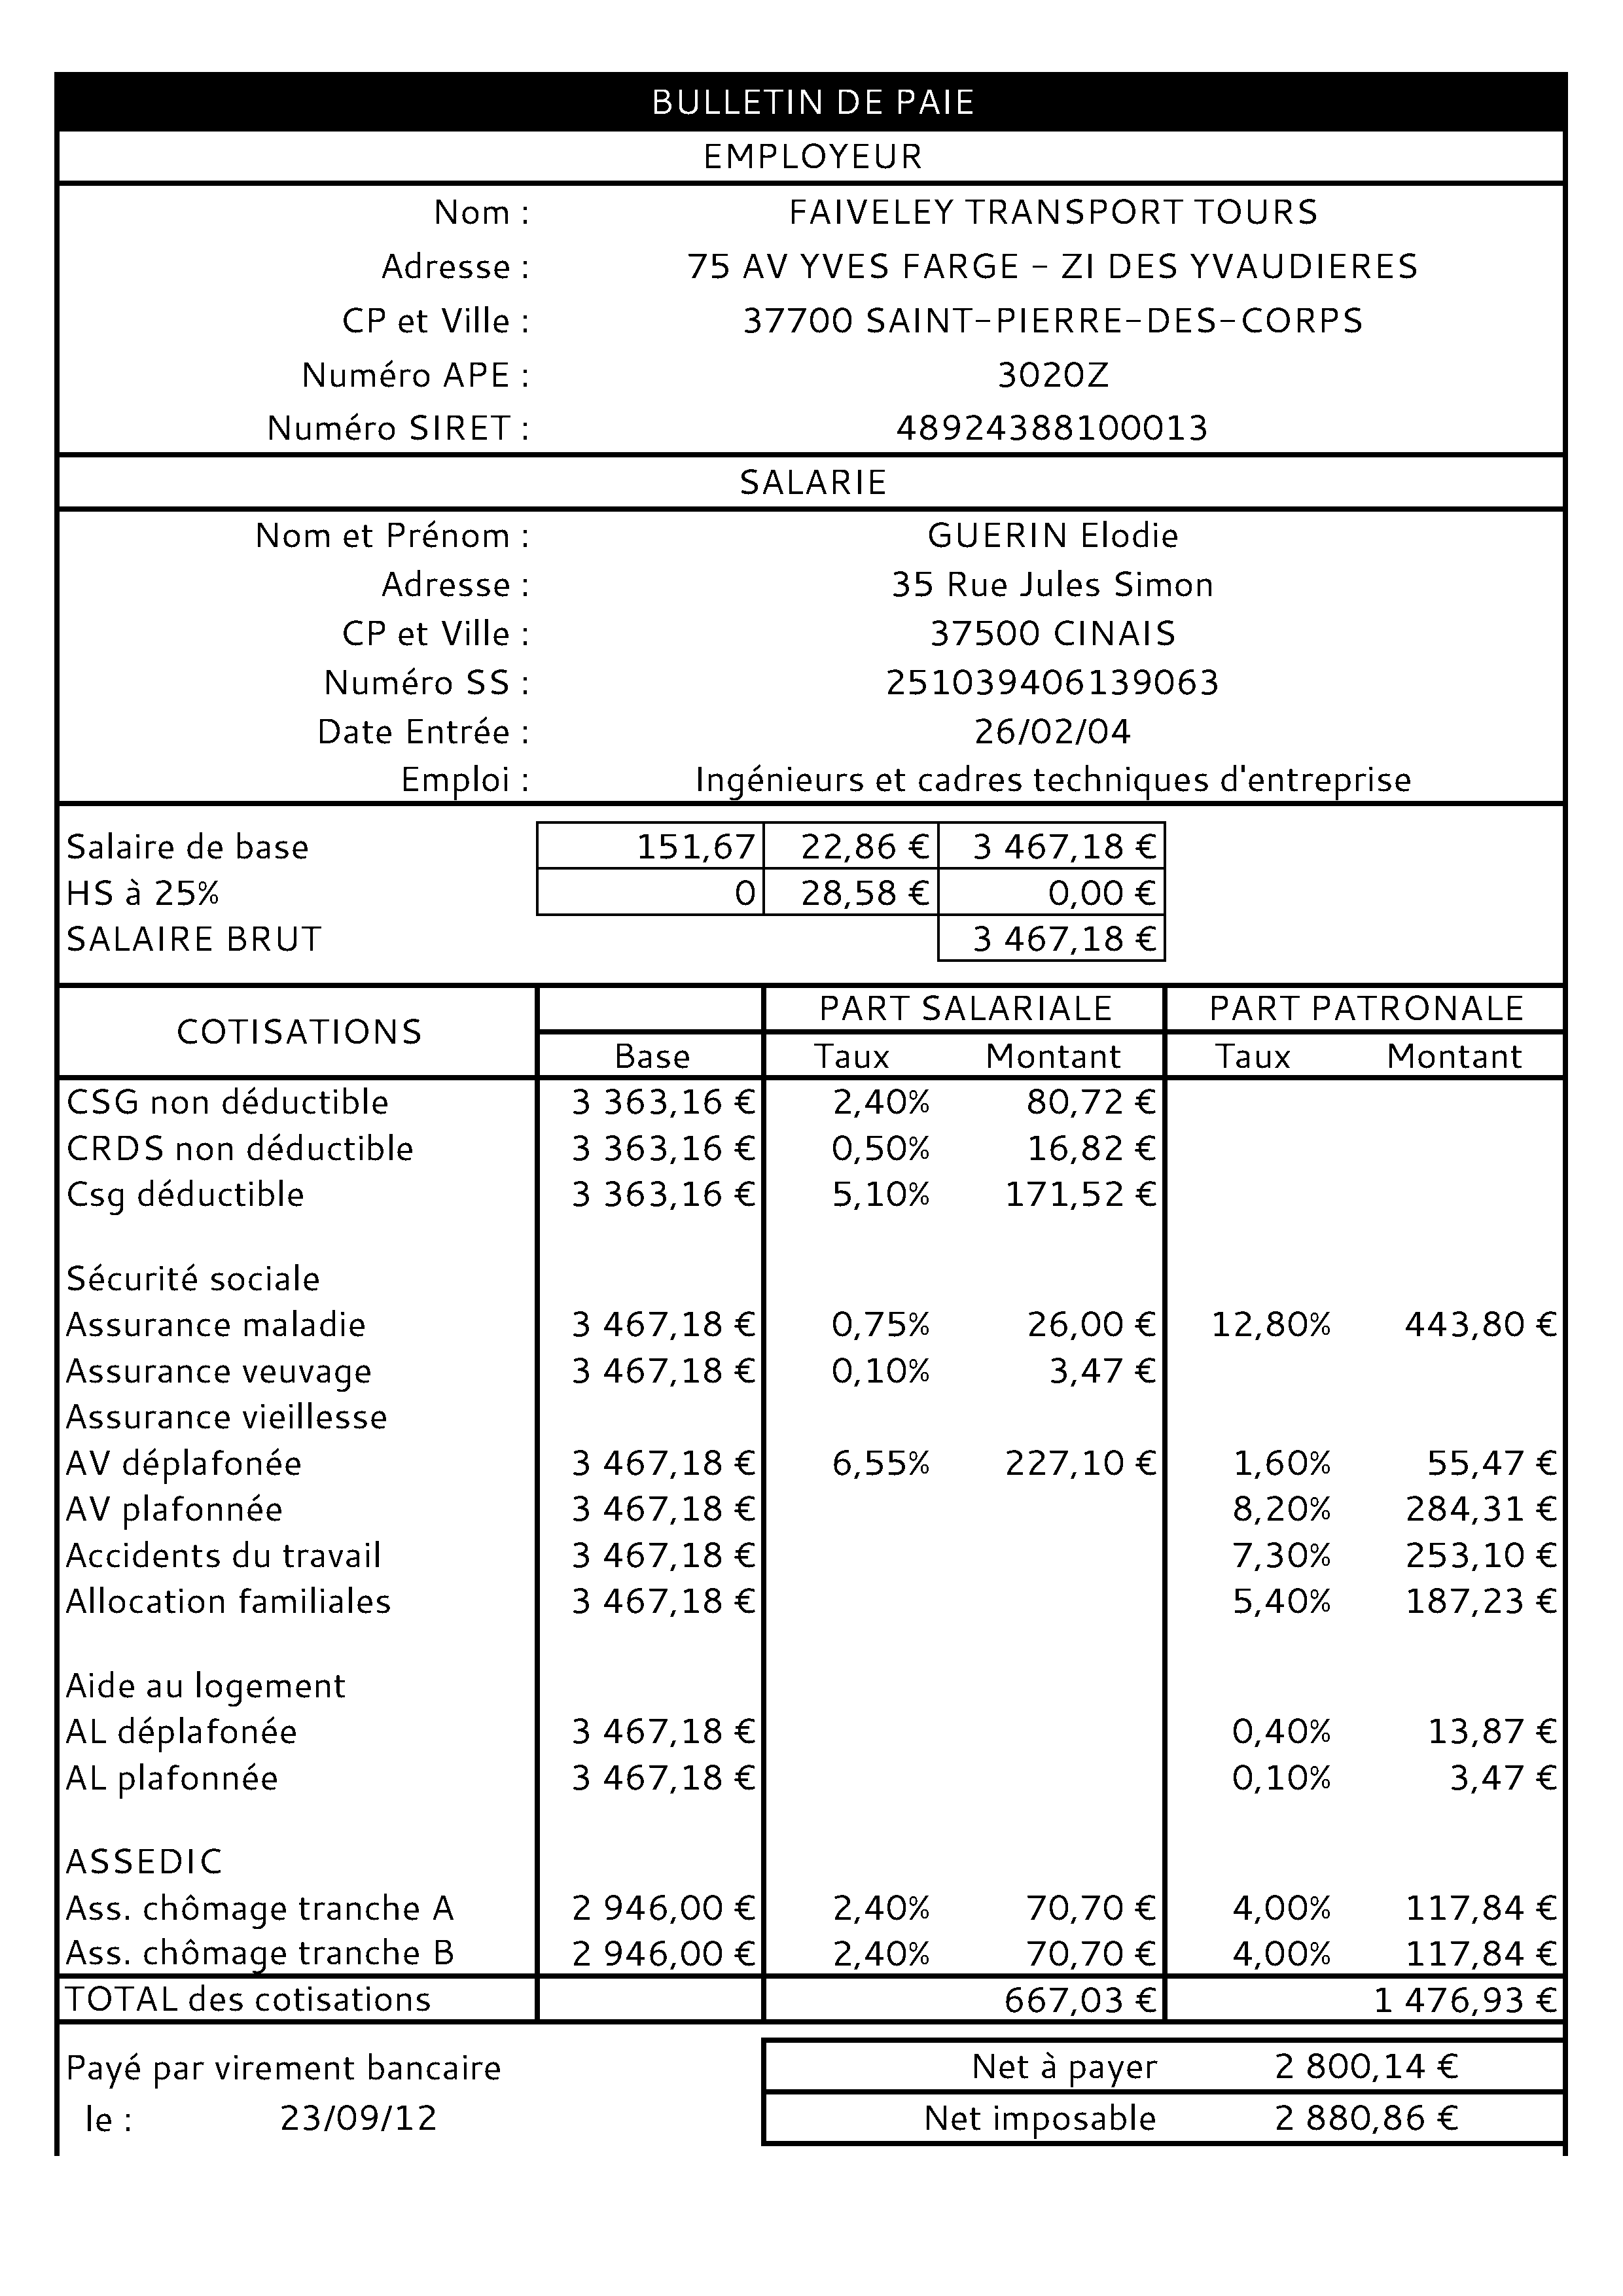 BULLETIN DE PAIE
EMPLOYEUR
Nom : FAIVELEY TRANSPORT TOURS
Adresse : 75 AV YVES FARGE - ZI DES YVAUDIERES
CP et Ville : 37700 SAINT-PIERRE-DES-CORPS
Numéro APE : 3020Z
Numéro SIRET : 48924388100013
SALARIE
Nom et Prénom : GUERIN Elodie
Adresse : 35 Rue Jules Simon
CP et Ville : 37500 CINAIS
Numéro SS : 251039406139063
Date Entrée : 26/02/04
Emploi : Ingénieurs et cadres techniques d'entreprise
Salaire de base 151,67 22,86 € 3 467,18 €
HS à 25% 0 28,58 € 0,00 €
SALAIRE BRUT 3 467,18 €
COTISATIONS PART SALARIALE PART PATRONALE
Base Taux Montant Taux Montant
CSG non déductible 3 363,16 € 2,40% 80,72 €
CRDS non déductible 3 363,16 € 0,50% 16,82 €
Csg déductible 3 363,16 € 5,10% 171,52 €
Sécurité sociale
Assurance maladie 3 467,18 € 0,75% 26,00 € 12,80% 443,80 €
Assurance veuvage 3 467,18 € 0,10% 3,47 €
Assurance vieillesse
AV déplafonée 3 467,18 € 6,55% 227,10 € 1,60% 55,47 €
AV plafonnée 3 467,18 € 8,20% 284,31 €
Accidents du travail 3 467,18 € 7,30% 253,10 €
Allocation familiales 3 467,18 € 5,40% 187,23 €
Aide au logement
AL déplafonée 3 467,18 € 0,40% 13,87 €
AL plafonnée 3 467,18 € 0,10% 3,47 €
ASSEDIC
Ass. chômage tranche A 2 946,00 € 2,40% 70,70 € 4,00% 117,84 €
Ass. chômage tranche B 2 946,00 € 2,40% 70,70 € 4,00% 117,84 €
TOTAL des cotisations 667,03 € 1 476,93 €
Payé par virement bancaire Net à payer 2 800,14 €
le : 23/09/12 Net imposable 2 880,86 €